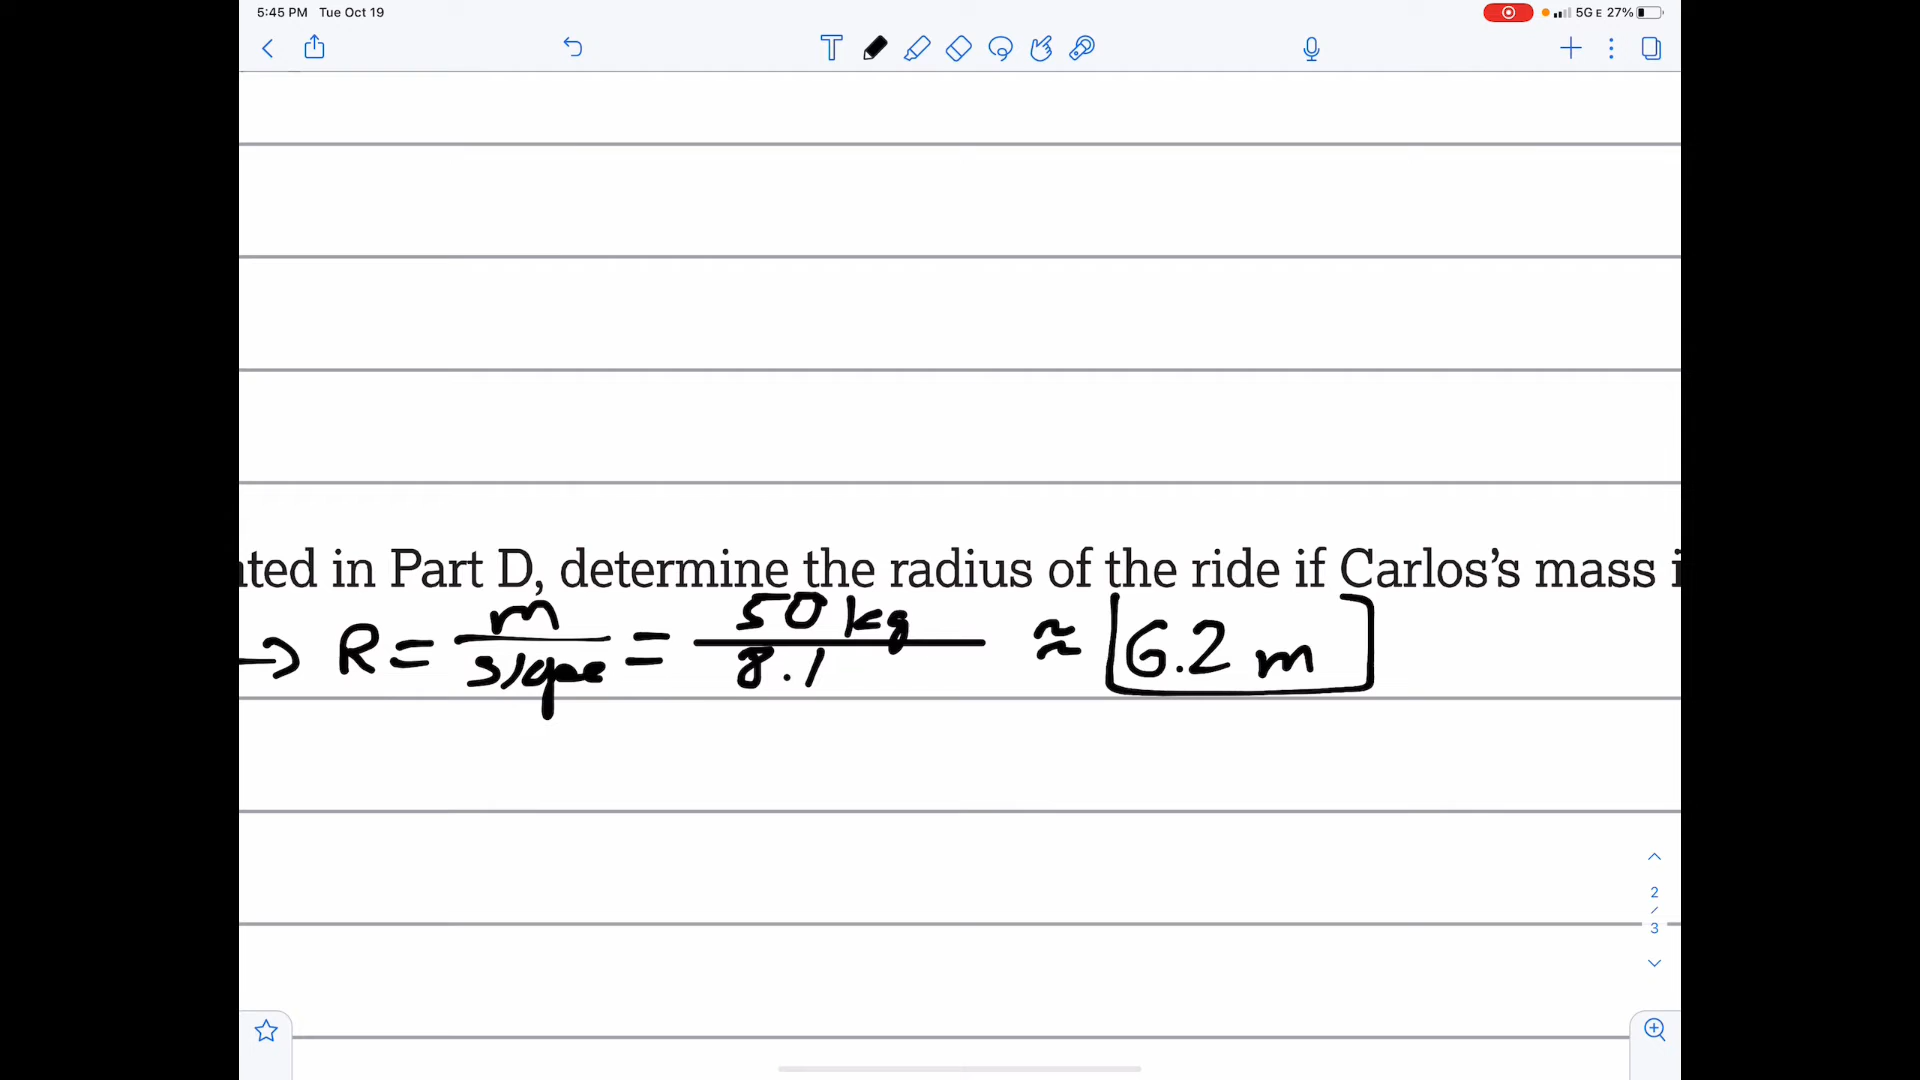 5:45 PM Tue Oct 19 5G E 27%
T
nted in Part D, determine the radius of the ride if Carlos's mass i
→ R = m/slope = 50 kg/8.1 ≈ 6.2 m
2
/
3